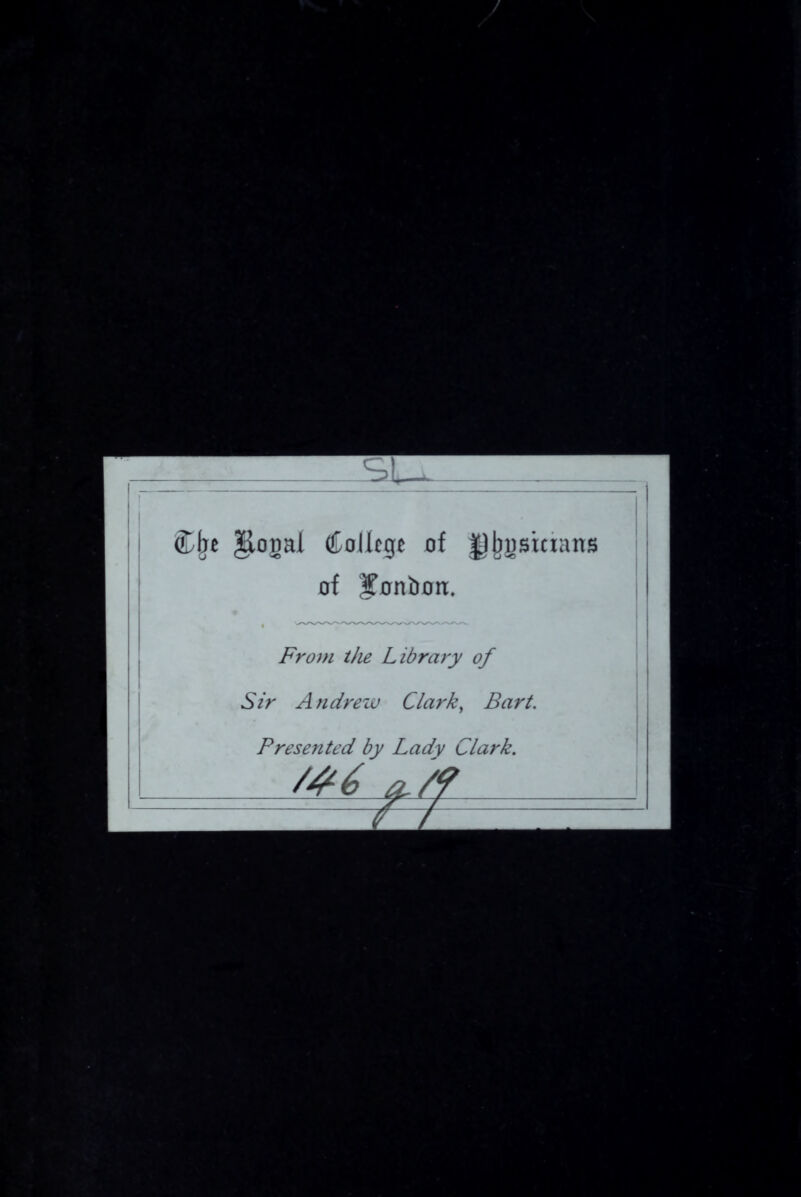 SL
The Royal College of Physicians
of London.
From the Library of
Sir Andrew Clark, Bart.
Presented by Lady Clark.
146 g 19